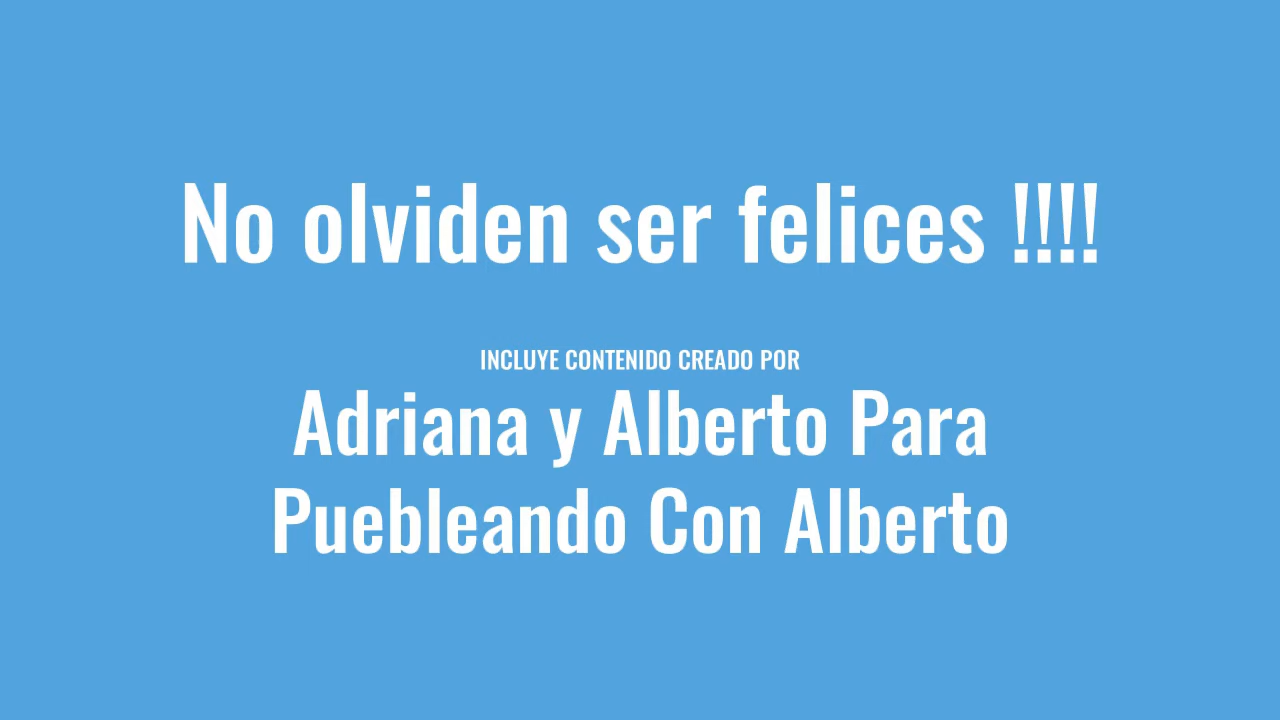 No olviden ser felices !!!!
INCLUYE CONTENIDO CREADO POR
Adriana y Alberto Para
Puebleando Con Alberto